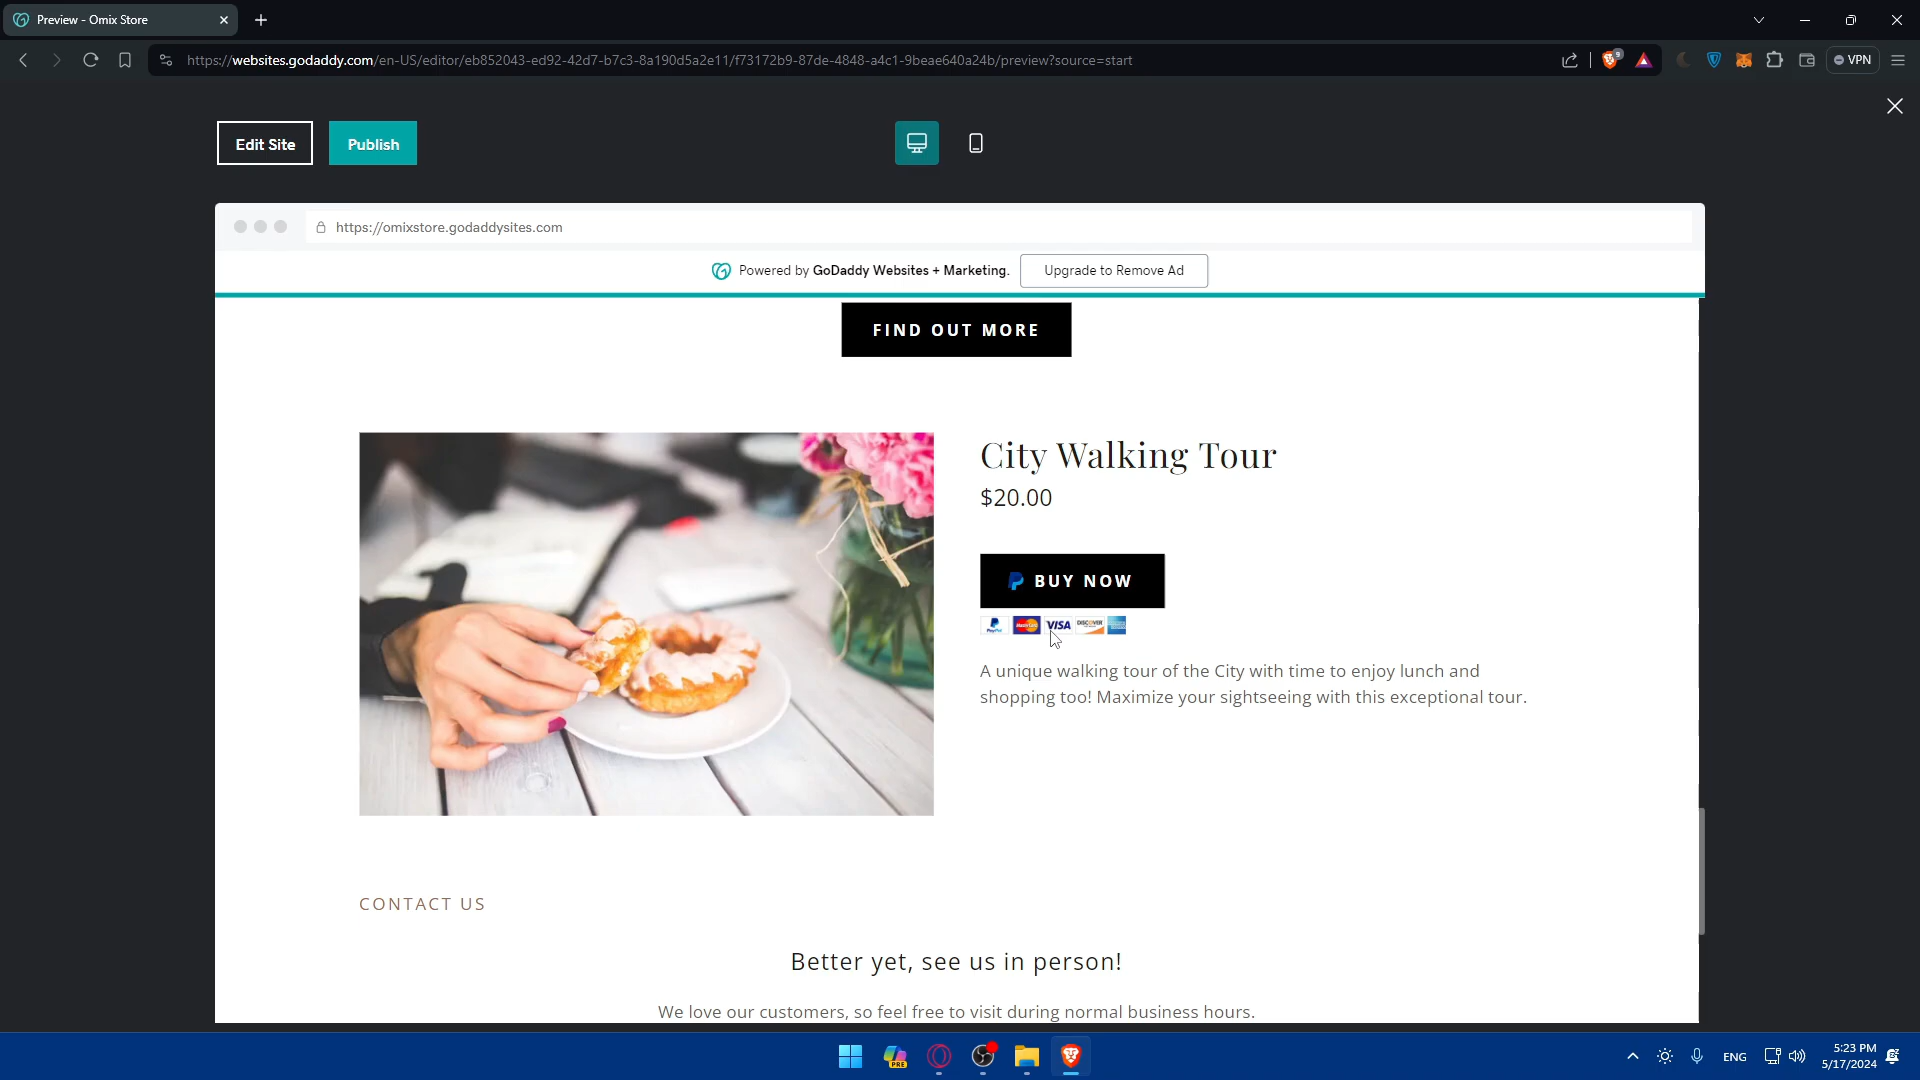 Preview - Omix Store
https://websites.godaddy.com/en-US/editor/eb852043-ed92-42d7-b7c3-8a190d5a2e11/f73172b9-87de-4848-a4c1-9beae640a24b/preview?source=start
9
VPN
Edit Site
Publish
https://omixstore.godaddysites.com
Powered by GoDaddy Websites + Marketing.
Upgrade to Remove Ad
FIND OUT MORE
City Walking Tour
$20.00
BUY NOW
PayPal MasterCard VISA DISCOVER
A unique walking tour of the City with time to enjoy lunch and
shopping too! Maximize your sightseeing with this exceptional tour.
CONTACT US
Better yet, see us in person!
We love our customers, so feel free to visit during normal business hours.
PRE
ENG
5:23 PM
5/17/2024